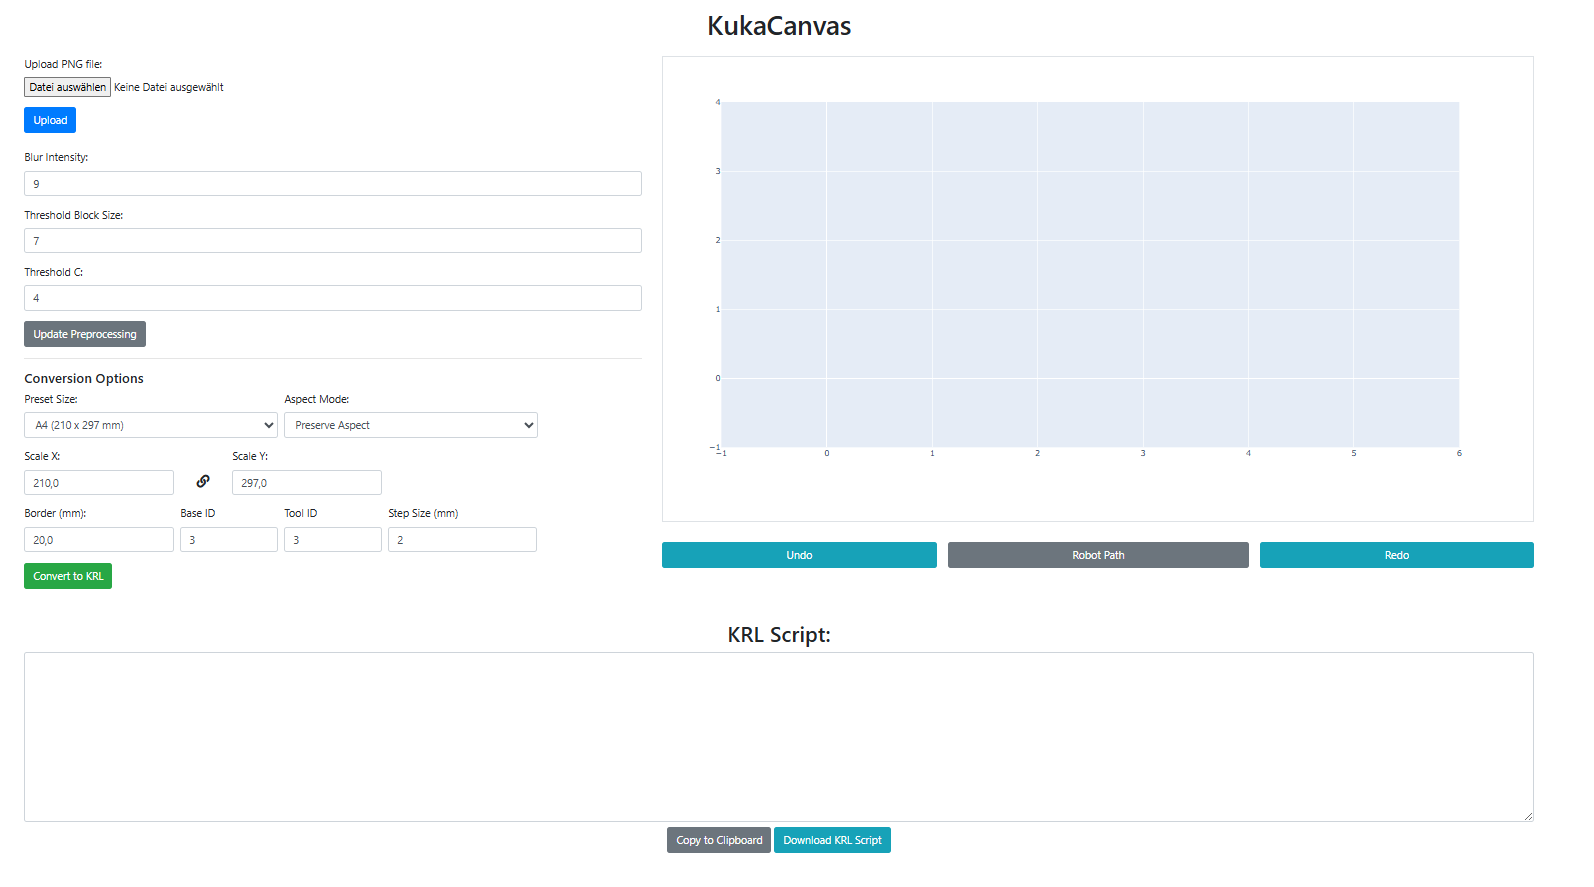 KukaCanvas
Upload PNG file:
Datei auswählen Keine Datei ausgewählt
Upload
Blur Intensity:
9
Threshold Block Size:
7
Threshold C:
4
Update Preprocessing
Conversion Options
Preset Size: Aspect Mode:
A4 (210 x 297 mm) Preserve Aspect
Scale X: Scale Y:
210,0 297,0
Border (mm): Base ID Tool ID Step Size (mm)
20,0 3 3 2
Convert to KRL
4
3
2
1
0
−1
−1 0 1 2 3 4 5 6
Undo Robot Path Redo
KRL Script:
Copy to Clipboard Download KRL Script